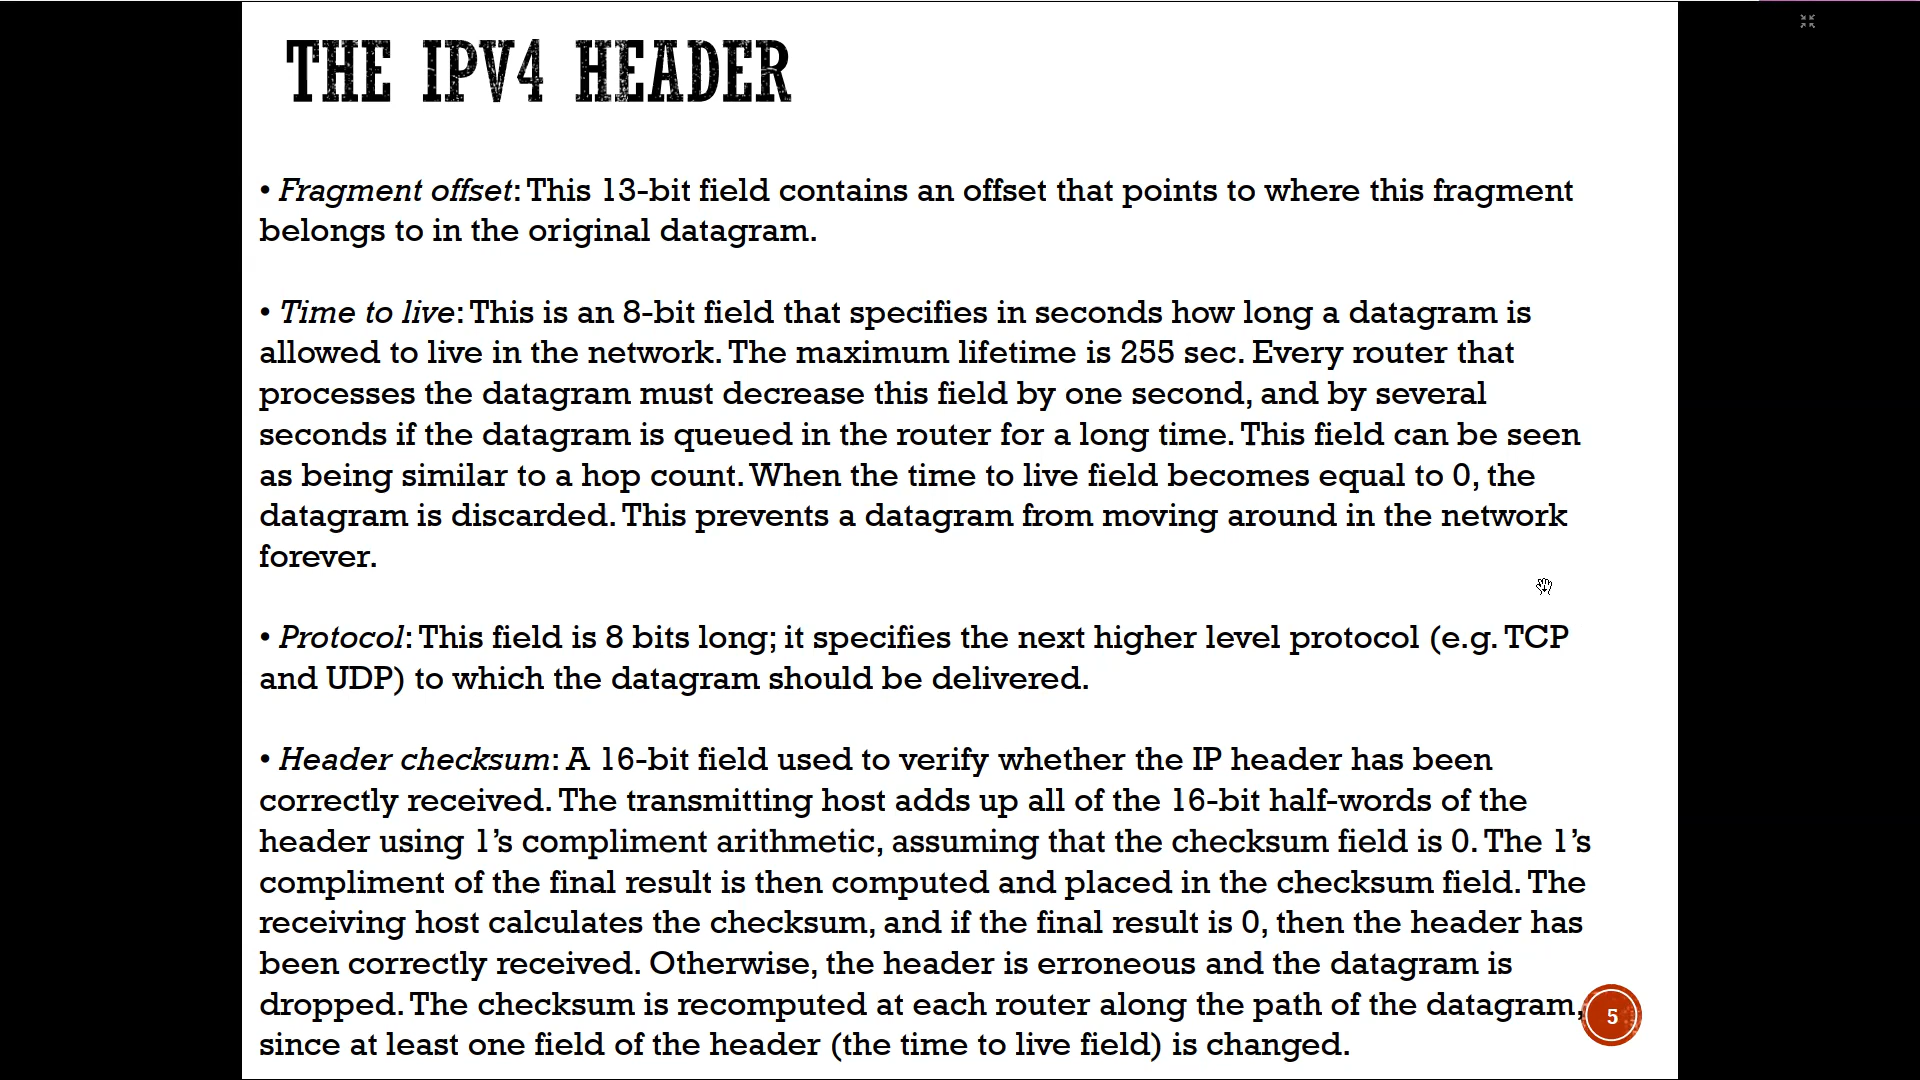 THE IPV4 HEADER
• Fragment offset: This 13-bit field contains an offset that points to where this fragment
belongs to in the original datagram.
• Time to live: This is an 8-bit field that specifies in seconds how long a datagram is
allowed to live in the network. The maximum lifetime is 255 sec. Every router that
processes the datagram must decrease this field by one second, and by several
seconds if the datagram is queued in the router for a long time. This field can be seen
as being similar to a hop count. When the time to live field becomes equal to 0, the
datagram is discarded. This prevents a datagram from moving around in the network
forever.
• Protocol: This field is 8 bits long; it specifies the next higher level protocol (e.g. TCP
and UDP) to which the datagram should be delivered.
• Header checksum: A 16-bit field used to verify whether the IP header has been
correctly received. The transmitting host adds up all of the 16-bit half-words of the
header using 1’s compliment arithmetic, assuming that the checksum field is 0. The 1’s
compliment of the final result is then computed and placed in the checksum field. The
receiving host calculates the checksum, and if the final result is 0, then the header has
been correctly received. Otherwise, the header is erroneous and the datagram is
dropped. The checksum is recomputed at each router along the path of the datagram,
since at least one field of the header (the time to live field) is changed.
5